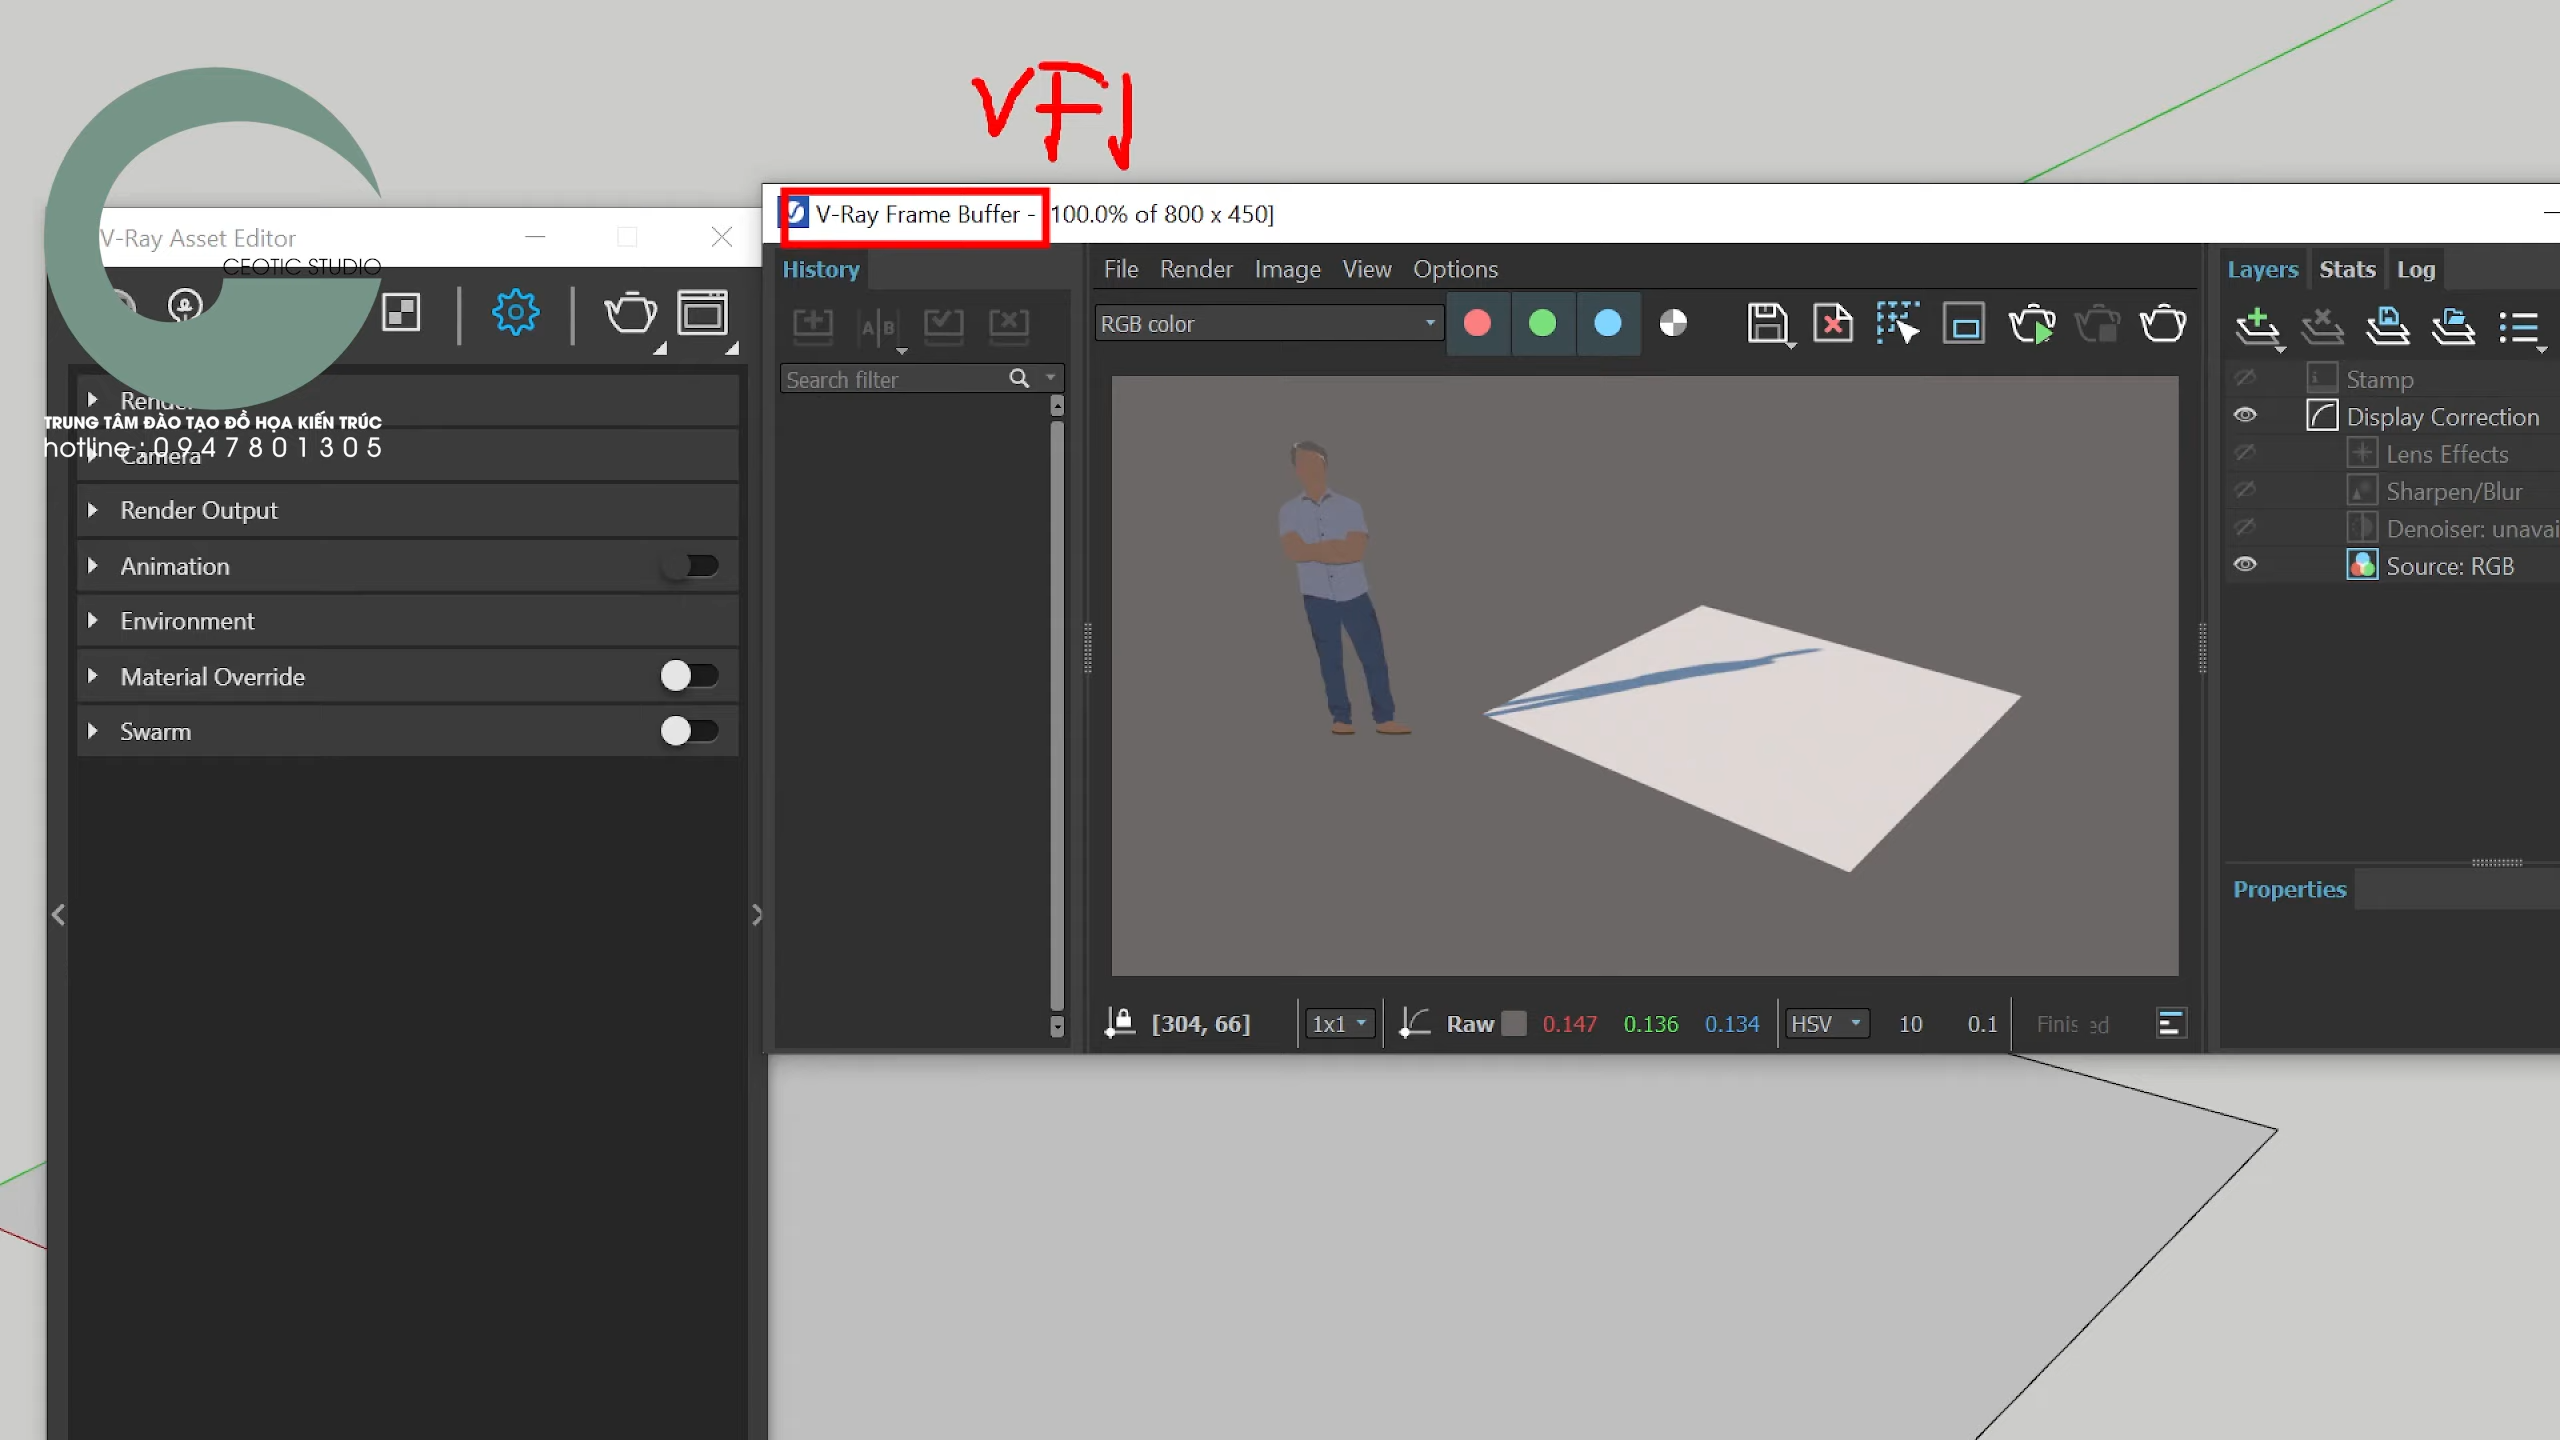 VF
V-Ray Frame Buffer - 100.0% of 800 x 450]
V-Ray Asset Editor
CEOTIC STUDIO
TRUNG TÂM ĐÀO TẠO ĐỒ HỌA KIẾN TRÚC
hotline : 0 9 4 7 8 0 1 3 0 5
Camera
Render Output
Animation
Environment
Material Override
Swarm
History
Search filter
File Render Image View Options
RGB color
[304, 66] 1x1 Raw 0.147 0.136 0.134 HSV 10 0.1
Layers Stats Log
Stamp
Display Correction
Lens Effects
Sharpen/Blur
Denoiser: unavai
Source: RGB
Properties